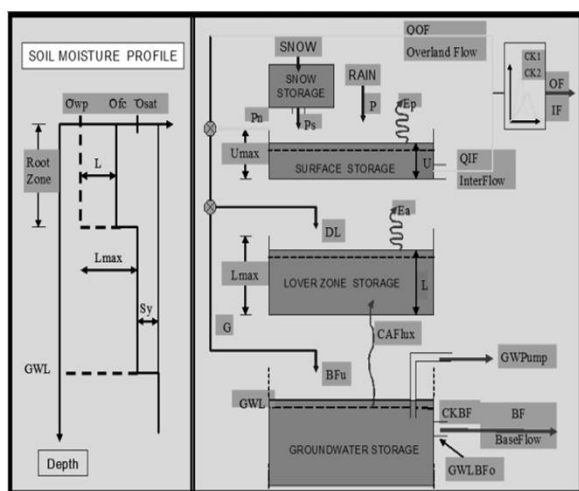 SOIL MOISTURE PROFILE
Θwp Θfc Θsat
Root
Zone
L
Lmax
Sy
GWL
Depth
SNOW
SNOW
STORAGE
RAIN
P
Pn
Ps
Ep
QOF
Overland Flow
CK1
CK2
OF
IF
Umax
U
SURFACE STORAGE
QIF
InterFlow
Ea
DL
Lmax
LOVER ZONE STORAGE
L
G
CAFlux
BFu
GWPump
GWL
CKBF
BF
BaseFlow
GROUNDWATER STORAGE
GWLBFo